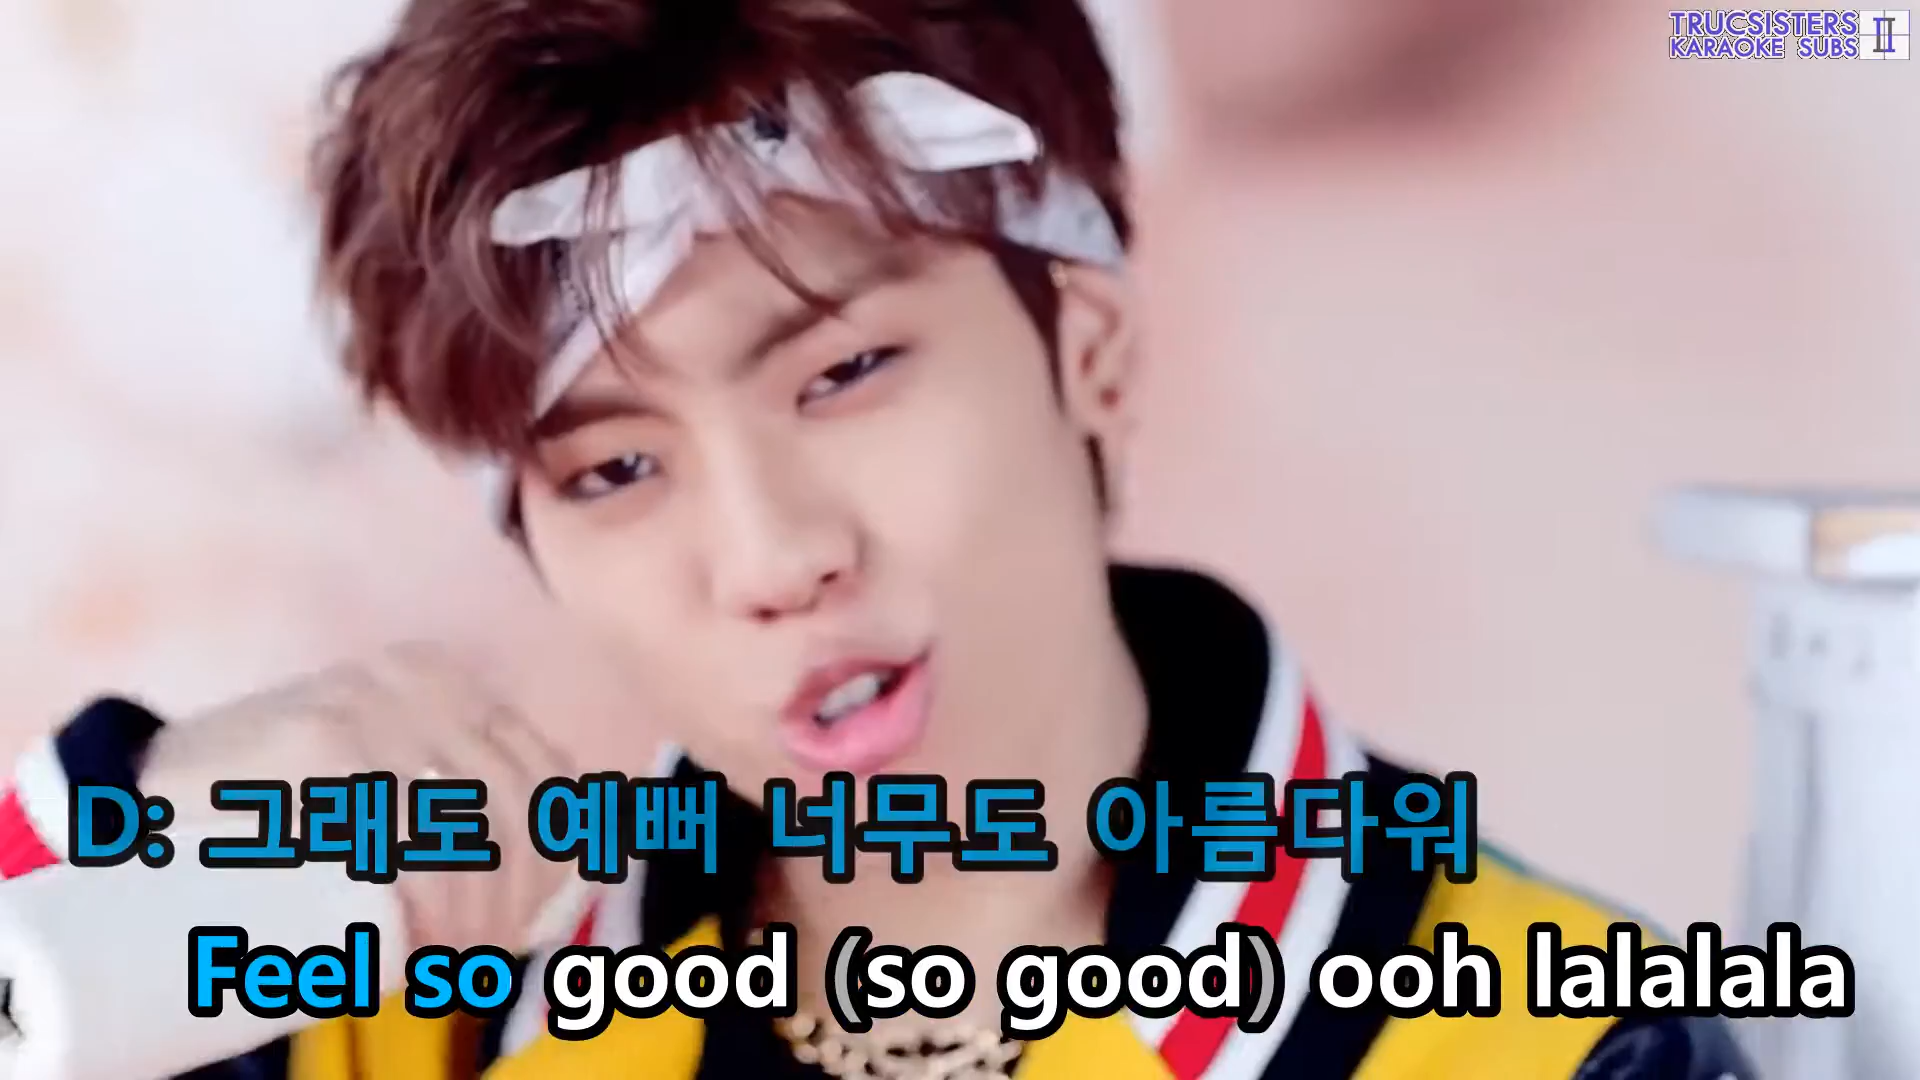 TRUCSISTERS
KARAOKE SUBS II
D: 그래도 예뻐 너무도 아름다워
Feel so good (so good) ooh lalalala